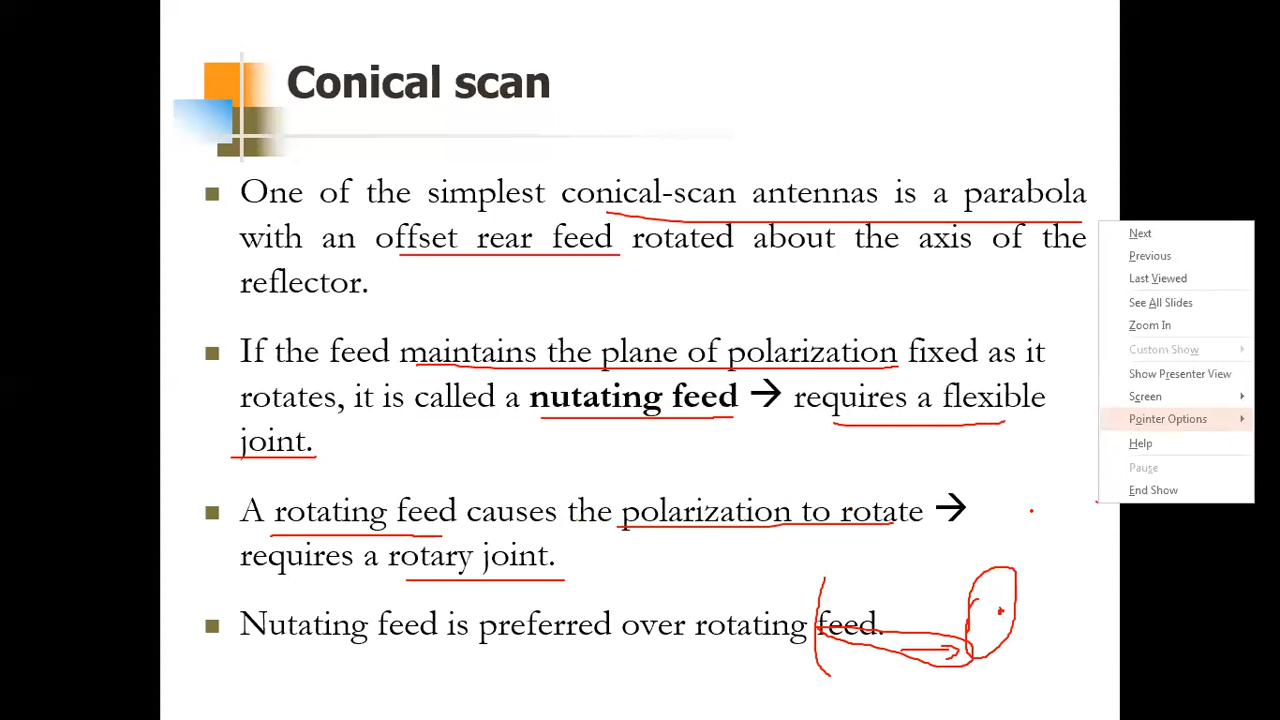 Conical scan
One of the simplest conical-scan antennas is a parabola
with an offset rear feed rotated about the axis of the
reflector.
If the feed maintains the plane of polarization fixed as it
rotates, it is called a nutating feed → requires a flexible
joint.
A rotating feed causes the polarization to rotate →
requires a rotary joint.
Nutating feed is preferred over rotating feed.
Next
Previous
Last Viewed
See All Slides
Zoom In
Custom Show
Show Presenter View
Screen
Pointer Options
Help
Pause
End Show